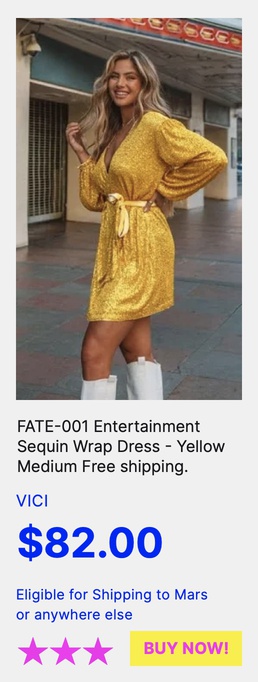 FATE-001 Entertainment
Sequin Wrap Dress - Yellow
Medium Free shipping.
VICI
$82.00
Eligible for Shipping to Mars
or anywhere else
BUY NOW!